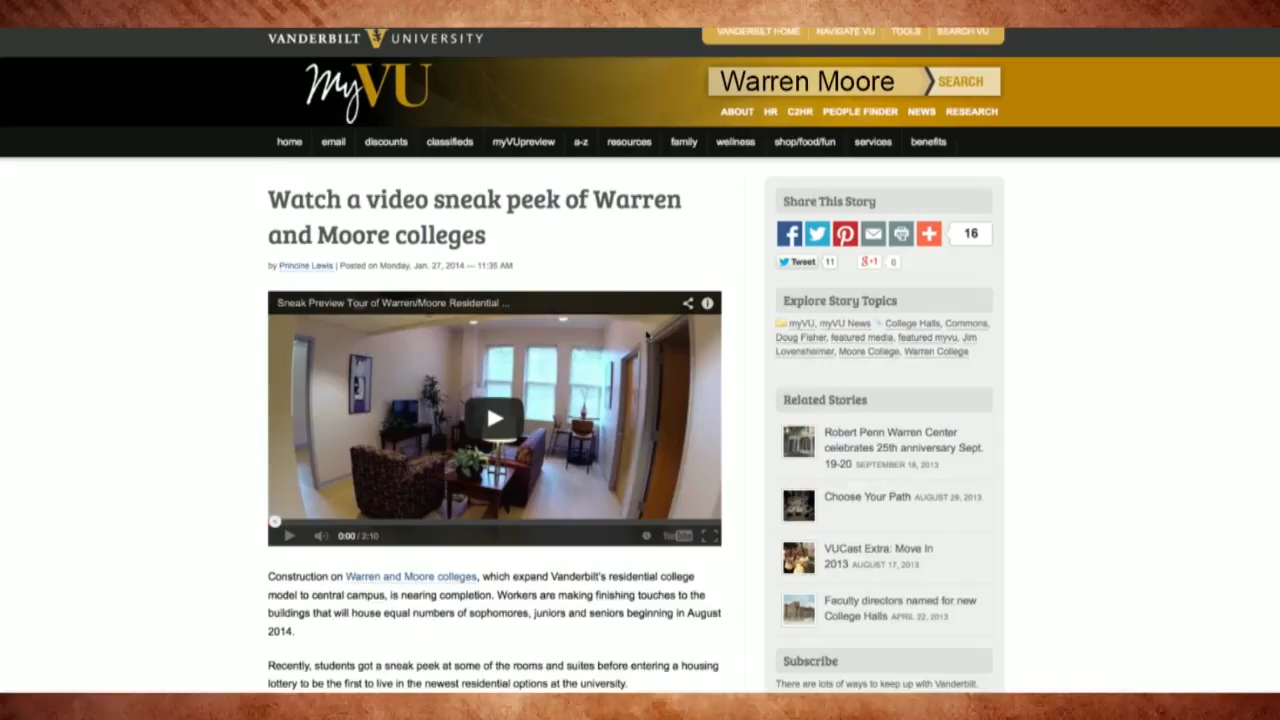 VANDERBILT UNIVERSITY
VANDERBILT HOME NAVIGATE VU TOOLS SEARCH VU
myVU
Warren Moore SEARCH
ABOUT HR C2HR PEOPLE FINDER NEWS RESEARCH
home email discounts classifieds myVUpreview a-z resources family wellness shop/food/fun services benefits
Watch a video sneak peek of Warren
and Moore colleges
by Princine Lewis | Posted on Monday, Jan. 27, 2014 — 11:35 AM
Sneak Preview Tour of Warren/Moore Residential ...
0:00 / 2:10
YouTube
Construction on Warren and Moore colleges, which expand Vanderbilt's residential college
model to central campus, is nearing completion. Workers are making finishing touches to the
buildings that will house equal numbers of sophomores, juniors and seniors beginning in August
2014.
Recently, students got a sneak peek at some of the rooms and suites before entering a housing
lottery to be the first to live in the newest residential options at the university.
Share This Story
16
Tweet 11 g+1 0
Explore Story Topics
myVU, myVU News College Halls, Commons,
Doug Fisher, featured media, featured myvu, Jim
Lovensheimer, Moore College, Warren College
Related Stories
Robert Penn Warren Center
celebrates 25th anniversary Sept.
19-20 SEPTEMBER 18, 2013
Choose Your Path AUGUST 29, 2013
VUCast Extra: Move In
2013 AUGUST 17, 2013
Faculty directors named for new
College Halls APRIL 22, 2013
Subscribe
There are lots of ways to keep up with Vanderbilt.